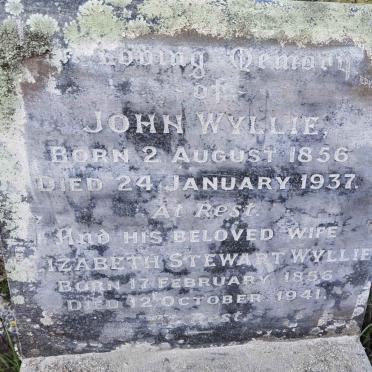 Loving Memory
of
JOHN WYLLIE,
BORN 2 AUGUST 1856
DIED 24 JANUARY 1937.
At Rest.
And HIS BELOVED WIFE
ELIZABETH STEWART WYLLIE
BORN 17 FEBRUARY 1856
DIED 12 OCTOBER 1941.
Rest.